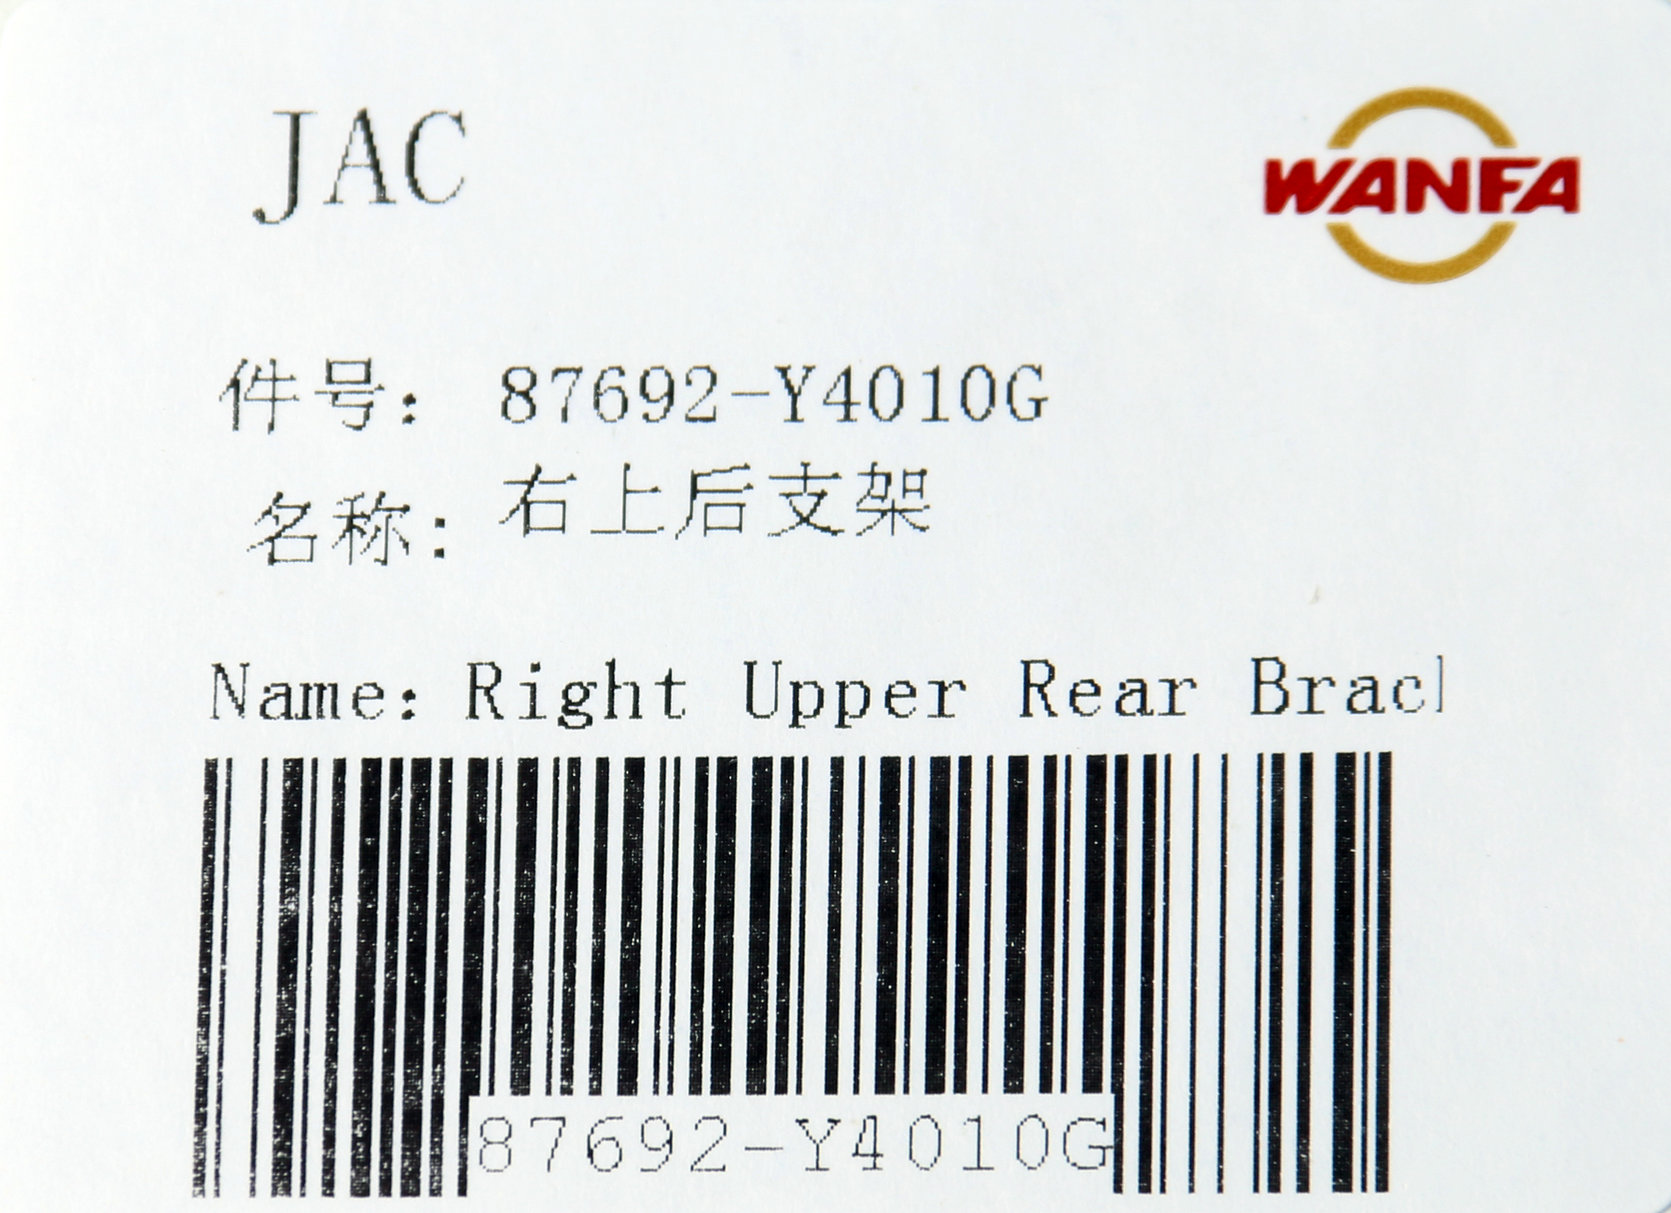 JAC
WANFA
件号: 87692-Y4010G
名称: 右上后支架
Name: Right Upper Rear Brac
87692-Y4010G